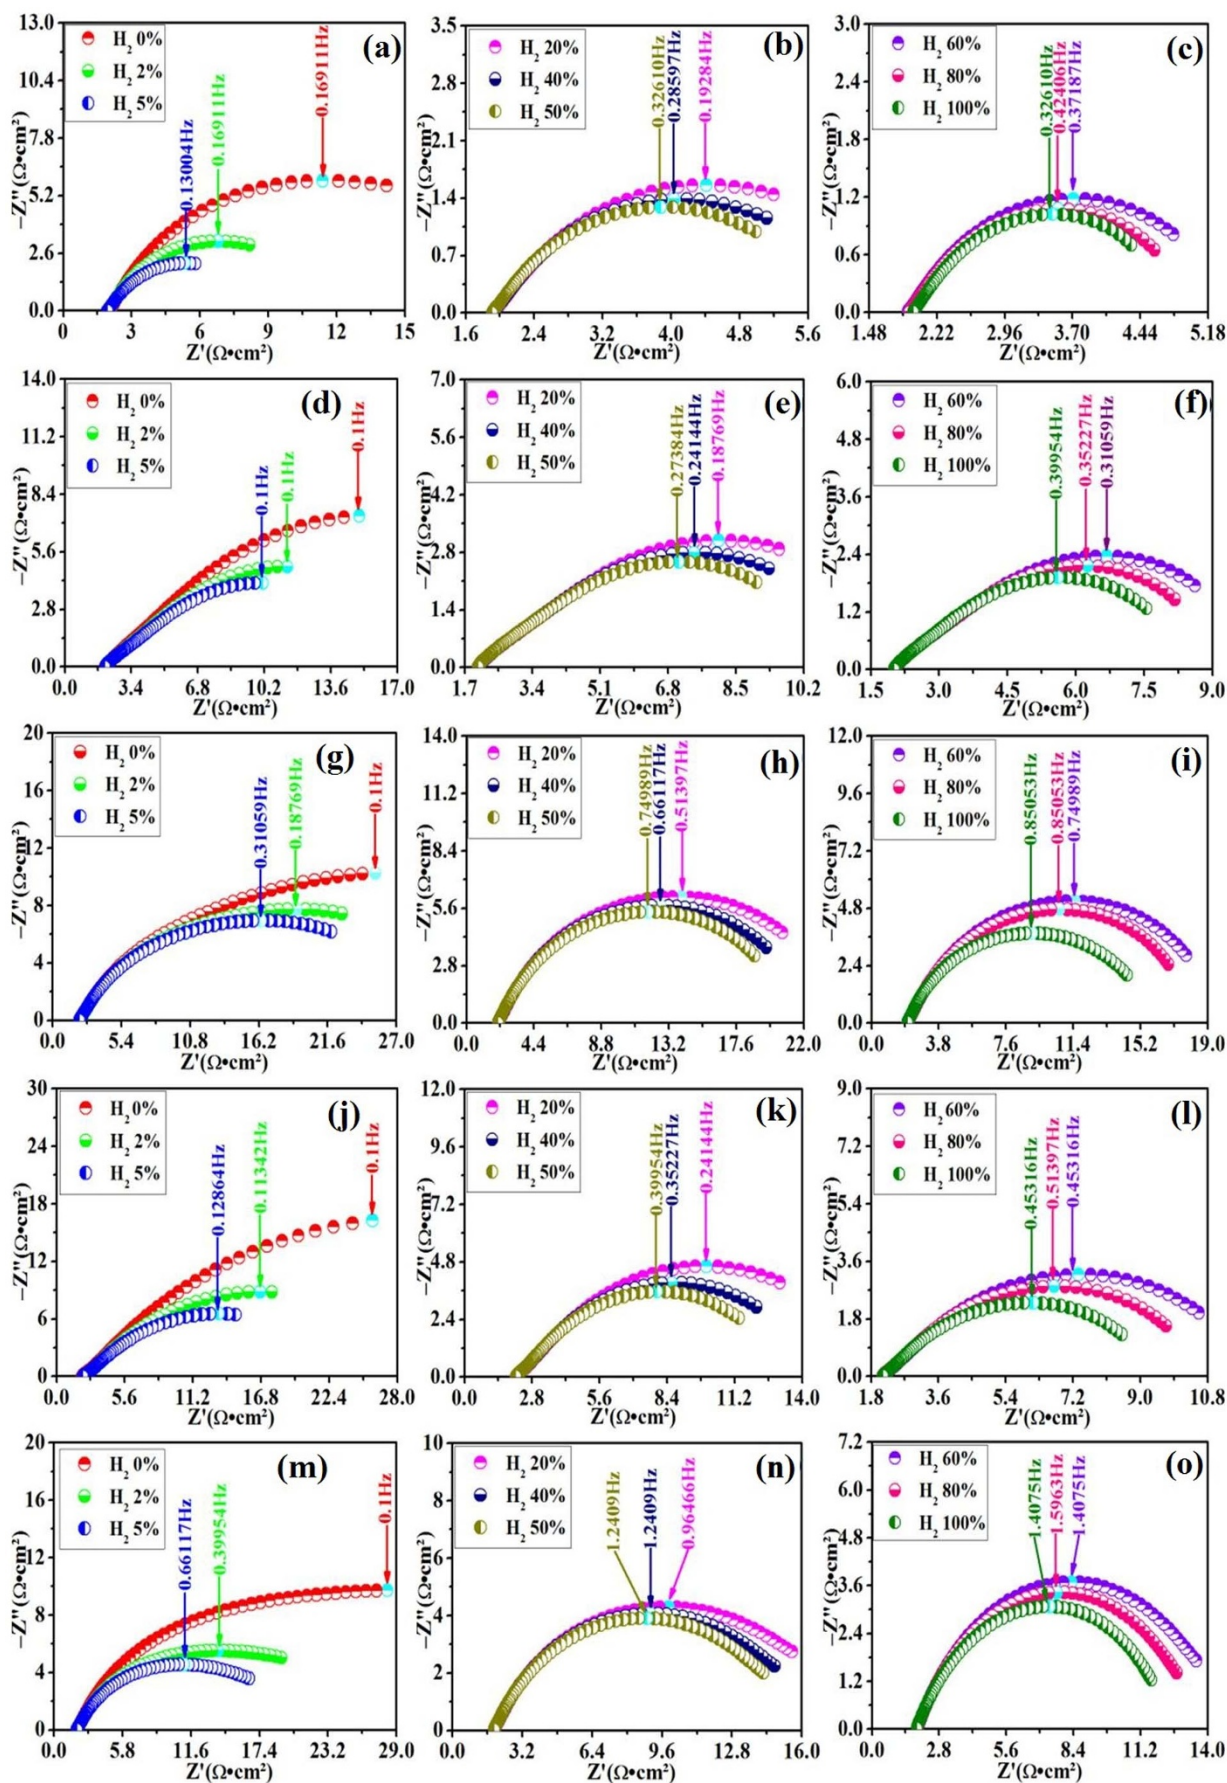 (a)
H2 0%
H2 2%
H2 5%
0.13004Hz
0.16911Hz
0.16911Hz
13.0
10.4
7.8
5.2
2.6
0.0
−Z''(Ω•cm²)
0 3 6 9 12 15
Z'(Ω•cm²)
(b)
H2 20%
H2 40%
H2 50%
0.32610Hz
0.28597Hz
0.19284Hz
3.5
2.8
2.1
1.4
0.7
0.0
−Z''(Ω•cm²)
1.6 2.4 3.2 4.0 4.8 5.6
Z'(Ω•cm²)
(c)
H2 60%
H2 80%
H2 100%
0.32610Hz
0.42406Hz
0.37187Hz
3.0
2.4
1.8
1.2
0.6
0.0
−Z''(Ω•cm²)
1.48 2.22 2.96 3.70 4.44 5.18
Z'(Ω•cm²)
(d)
H2 0%
H2 2%
H2 5%
0.1Hz
0.1Hz
0.1Hz
14.0
11.2
8.4
5.6
2.8
0.0
−Z''(Ω•cm²)
0.0 3.4 6.8 10.2 13.6 17.0
Z'(Ω•cm²)
(e)
H2 20%
H2 40%
H2 50%
0.27384Hz
0.24144Hz
0.18769Hz
7.0
5.6
4.2
2.8
1.4
0.0
−Z''(Ω•cm²)
1.7 3.4 5.1 6.8 8.5 10.2
Z'(Ω•cm²)
(f)
H2 60%
H2 80%
H2 100%
0.39954Hz
0.35227Hz
0.31059Hz
6.0
4.8
3.6
2.4
1.2
0.0
−Z''(Ω•cm²)
1.5 3.0 4.5 6.0 7.5 9.0
Z'(Ω•cm²)
(g)
H2 0%
H2 2%
H2 5%
0.31059Hz
0.18769Hz
0.1Hz
20
16
12
8
4
0
−Z''(Ω•cm²)
0.0 5.4 10.8 16.2 21.6 27.0
Z'(Ω•cm²)
(h)
H2 20%
H2 40%
H2 50%
0.74989Hz
0.66117Hz
0.51397Hz
14.0
11.2
8.4
5.6
2.8
0.0
−Z''(Ω•cm²)
0.0 4.4 8.8 13.2 17.6 22.0
Z'(Ω•cm²)
(i)
H2 60%
H2 80%
H2 100%
0.85053Hz
0.85053Hz
0.74989Hz
12.0
9.6
7.2
4.8
2.4
0.0
−Z''(Ω•cm²)
0.0 3.8 7.6 11.4 15.2 19.0
Z'(Ω•cm²)
(j)
H2 0%
H2 2%
H2 5%
0.12864Hz
0.11342Hz
0.1Hz
30
24
18
12
6
0
−Z''(Ω•cm²)
0.0 5.6 11.2 16.8 22.4 28.0
Z'(Ω•cm²)
(k)
H2 20%
H2 40%
H2 50%
0.39954Hz
0.35227Hz
0.24144Hz
12.0
9.6
7.2
4.8
2.4
0.0
−Z''(Ω•cm²)
0.0 2.8 5.6 8.4 11.2 14.0
Z'(Ω•cm²)
(l)
H2 60%
H2 80%
H2 100%
0.45316Hz
0.51397Hz
0.45316Hz
9.0
7.2
5.4
3.6
1.8
0.0
−Z''(Ω•cm²)
1.8 3.6 5.4 7.2 9.0 10.8
Z'(Ω•cm²)
(m)
H2 0%
H2 2%
H2 5%
0.66117Hz
0.39954Hz
0.1Hz
20
16
12
8
4
0
−Z''(Ω•cm²)
0.0 5.8 11.6 17.4 23.2 29.0
Z'(Ω•cm²)
(n)
H2 20%
H2 40%
H2 50%
1.2409Hz
1.2409Hz
0.96466Hz
10
8
6
4
2
0
−Z''(Ω•cm²)
0.0 3.2 6.4 9.6 12.8 16.0
Z'(Ω•cm²)
(o)
H2 60%
H2 80%
H2 100%
1.4075Hz
1.5963Hz
1.4075Hz
7.2
6.0
4.8
3.6
2.4
1.2
0.0
−Z''(Ω•cm²)
0.0 2.8 5.6 8.4 11.2 14.0
Z'(Ω•cm²)